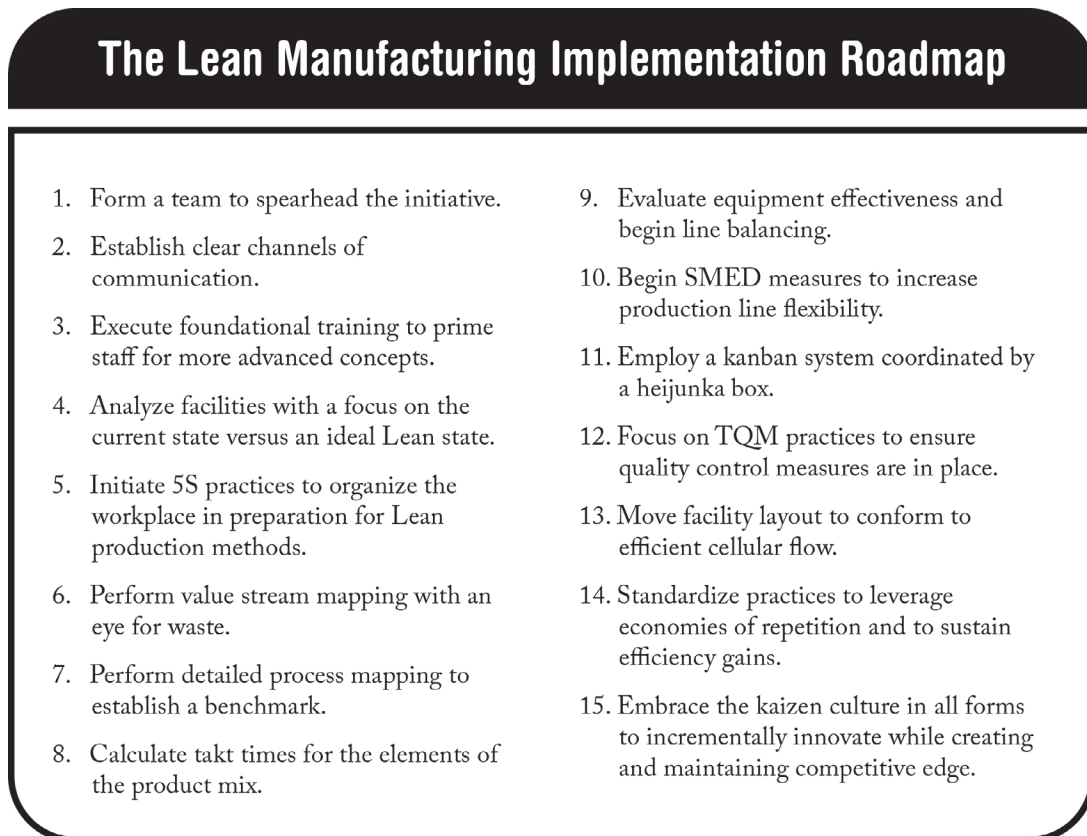 The Lean Manufacturing Implementation Roadmap
1. Form a team to spearhead the initiative.
2. Establish clear channels of
communication.
3. Execute foundational training to prime
staff for more advanced concepts.
4. Analyze facilities with a focus on the
current state versus an ideal Lean state.
5. Initiate 5S practices to organize the
workplace in preparation for Lean
production methods.
6. Perform value stream mapping with an
eye for waste.
7. Perform detailed process mapping to
establish a benchmark.
8. Calculate takt times for the elements of
the product mix.
9. Evaluate equipment effectiveness and
begin line balancing.
10. Begin SMED measures to increase
production line flexibility.
11. Employ a kanban system coordinated by
a heijunka box.
12. Focus on TQM practices to ensure
quality control measures are in place.
13. Move facility layout to conform to
efficient cellular flow.
14. Standardize practices to leverage
economies of repetition and to sustain
efficiency gains.
15. Embrace the kaizen culture in all forms
to incrementally innovate while creating
and maintaining competitive edge.